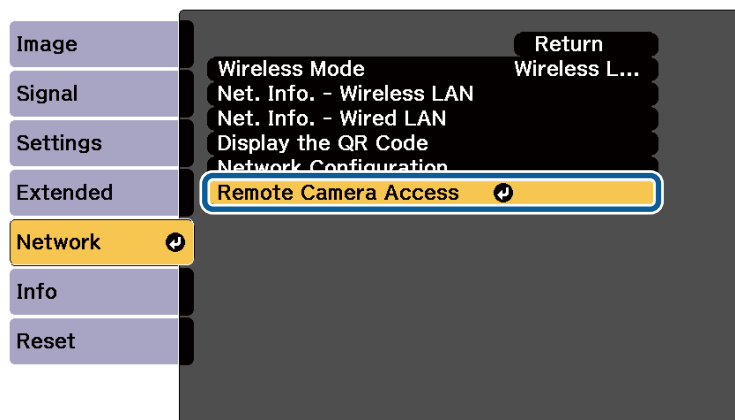 Image
Signal
Settings
Extended
Network
Info
Reset
Return
Wireless Mode Wireless L...
Net. Info. - Wireless LAN
Net. Info. - Wired LAN
Display the QR Code
Network Configuration
Remote Camera Access